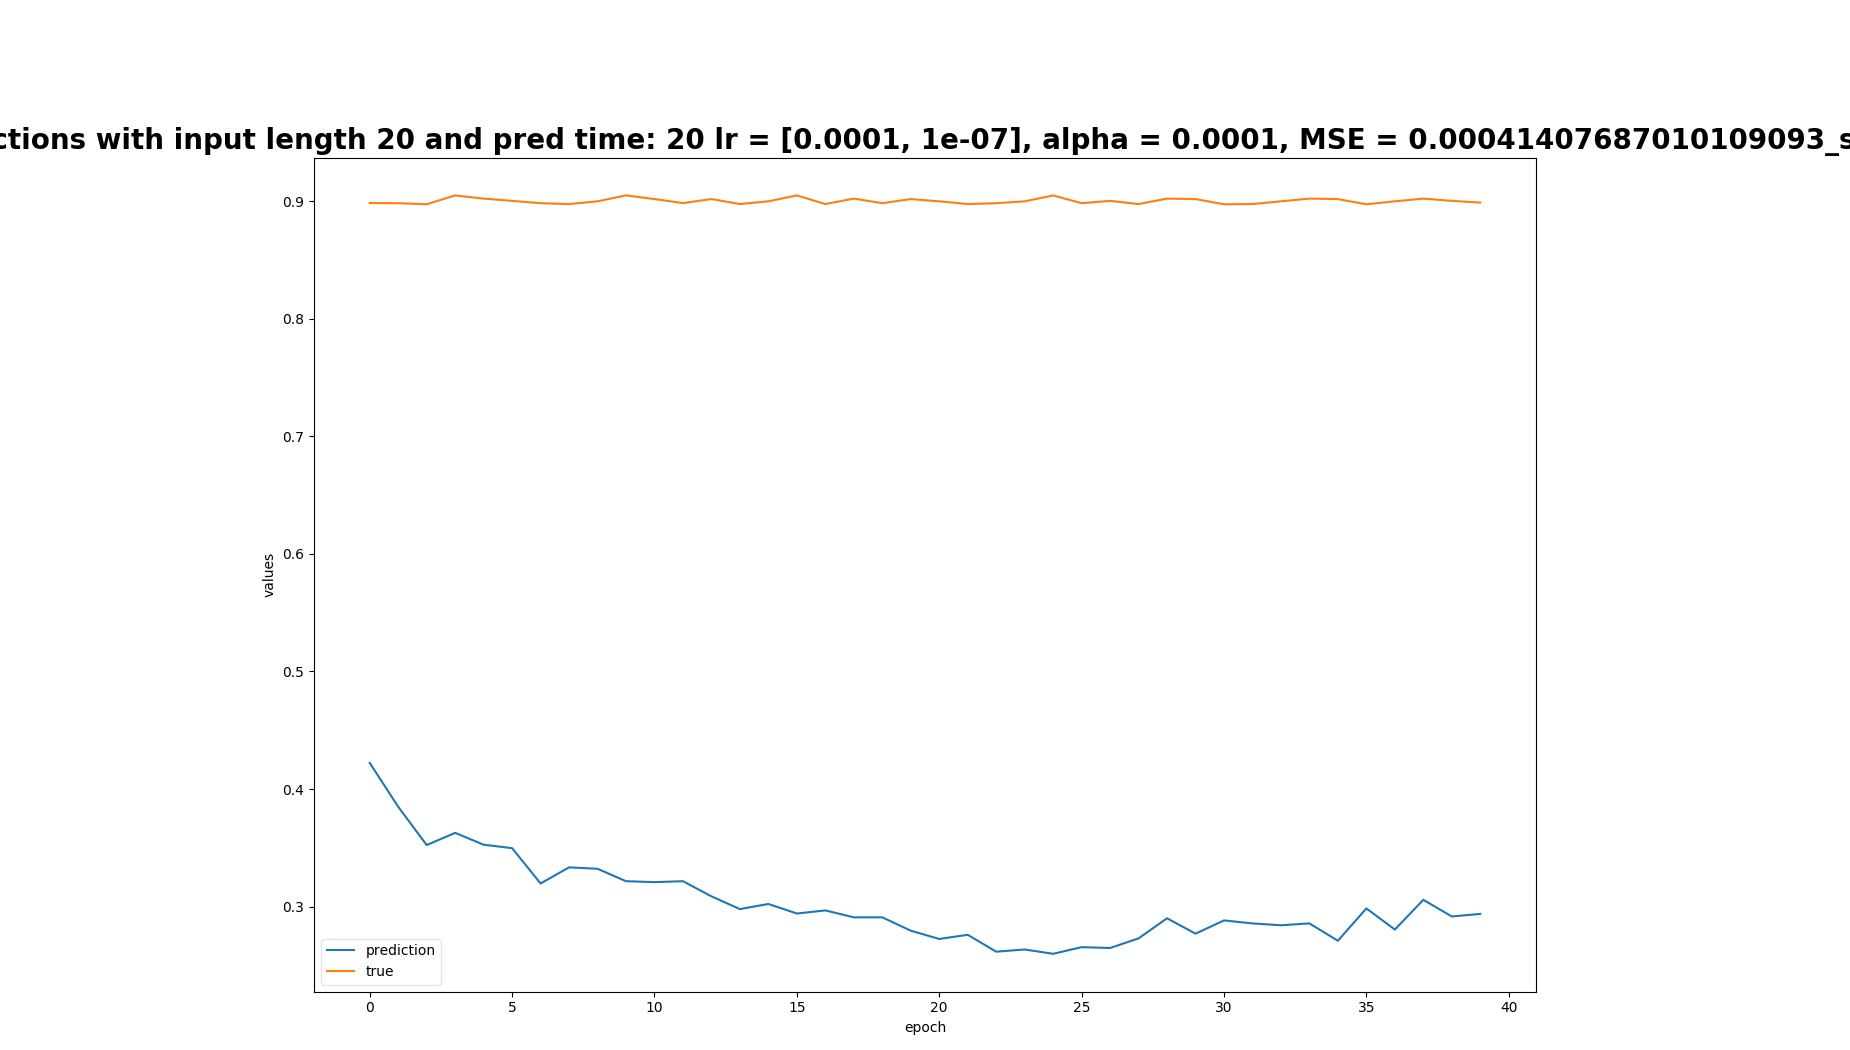 ctions with input length 20 and pred time: 20 lr = [0.0001, 1e-07], alpha = 0.0001, MSE = 0.00041407687010109093_s
0.9
0.8
0.7
0.6
0.5
0.4
0.3
values
prediction
true
0 5 10 15 20 25 30 35 40
epoch